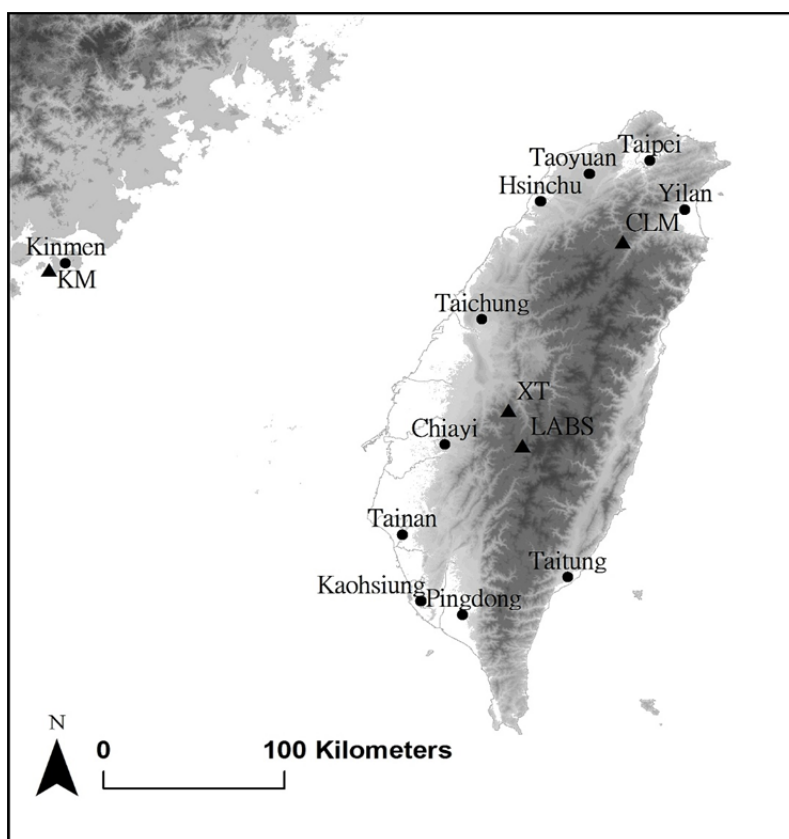 Taipei
Taoyuan
Hsinchu
Yilan
CLM
Kinmen
KM
Taichung
XT
Chiayi
LABS
Tainan
Taitung
Kaohsiung
Pingdong
N
0 100 Kilometers